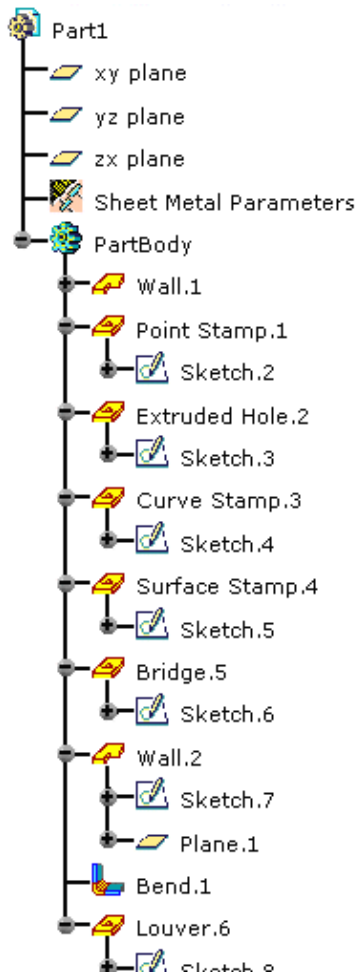 Part1
xy plane
yz plane
zx plane
Sheet Metal Parameters
PartBody
Wall.1
Point Stamp.1
Sketch.2
Extruded Hole.2
Sketch.3
Curve Stamp.3
Sketch.4
Surface Stamp.4
Sketch.5
Bridge.5
Sketch.6
Wall.2
Sketch.7
Plane.1
Bend.1
Louver.6
Sketch.8